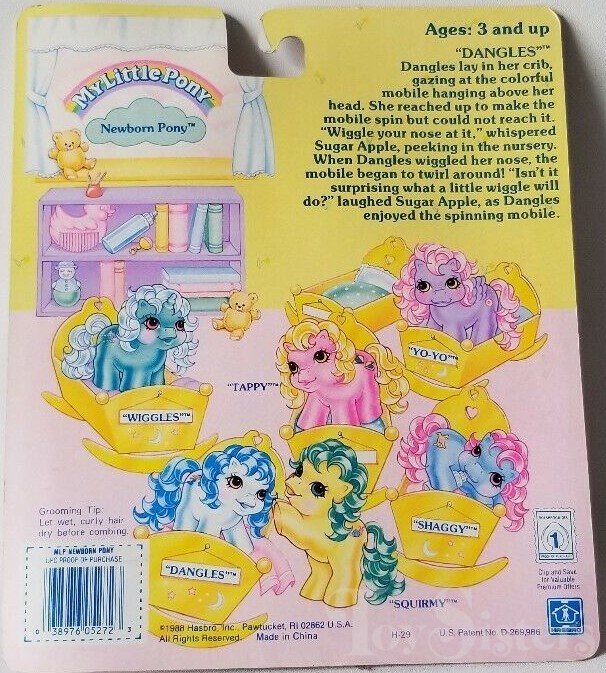 Ages: 3 and up
"DANGLES"™
Dangles lay in her crib,
gazing at the colorful
mobile hanging above her
head. She reached up to make the
mobile spin but could not reach it.
"Wiggle your nose at it," whispered
Sugar Apple, peeking in the nursery.
When Dangles wiggled her nose, the
mobile began to twirl around! "Isn't it
surprising what a little wiggle will
do?" laughed Sugar Apple, as Dangles
enjoyed the spinning mobile.
My Little Pony
Newborn Pony™
"YO-YO"™
"TAPPY"™
"WIGGLES"™
"SHAGGY"™
"DANGLES"™
"SQUIRMY"™
Grooming Tip:
Let wet, curly hair
dry before combing.
MLP NEWBORN PONY
UPC PROOF OF PURCHASE
0 38976 05272 3
©1988 Hasbro, Inc., Pawtucket, RI 02862 U.S.A.
All Rights Reserved. Made in China
H-29
U.S. Patent No. D-269,986
1
Clip and Save
for Valuable
Premium Offers